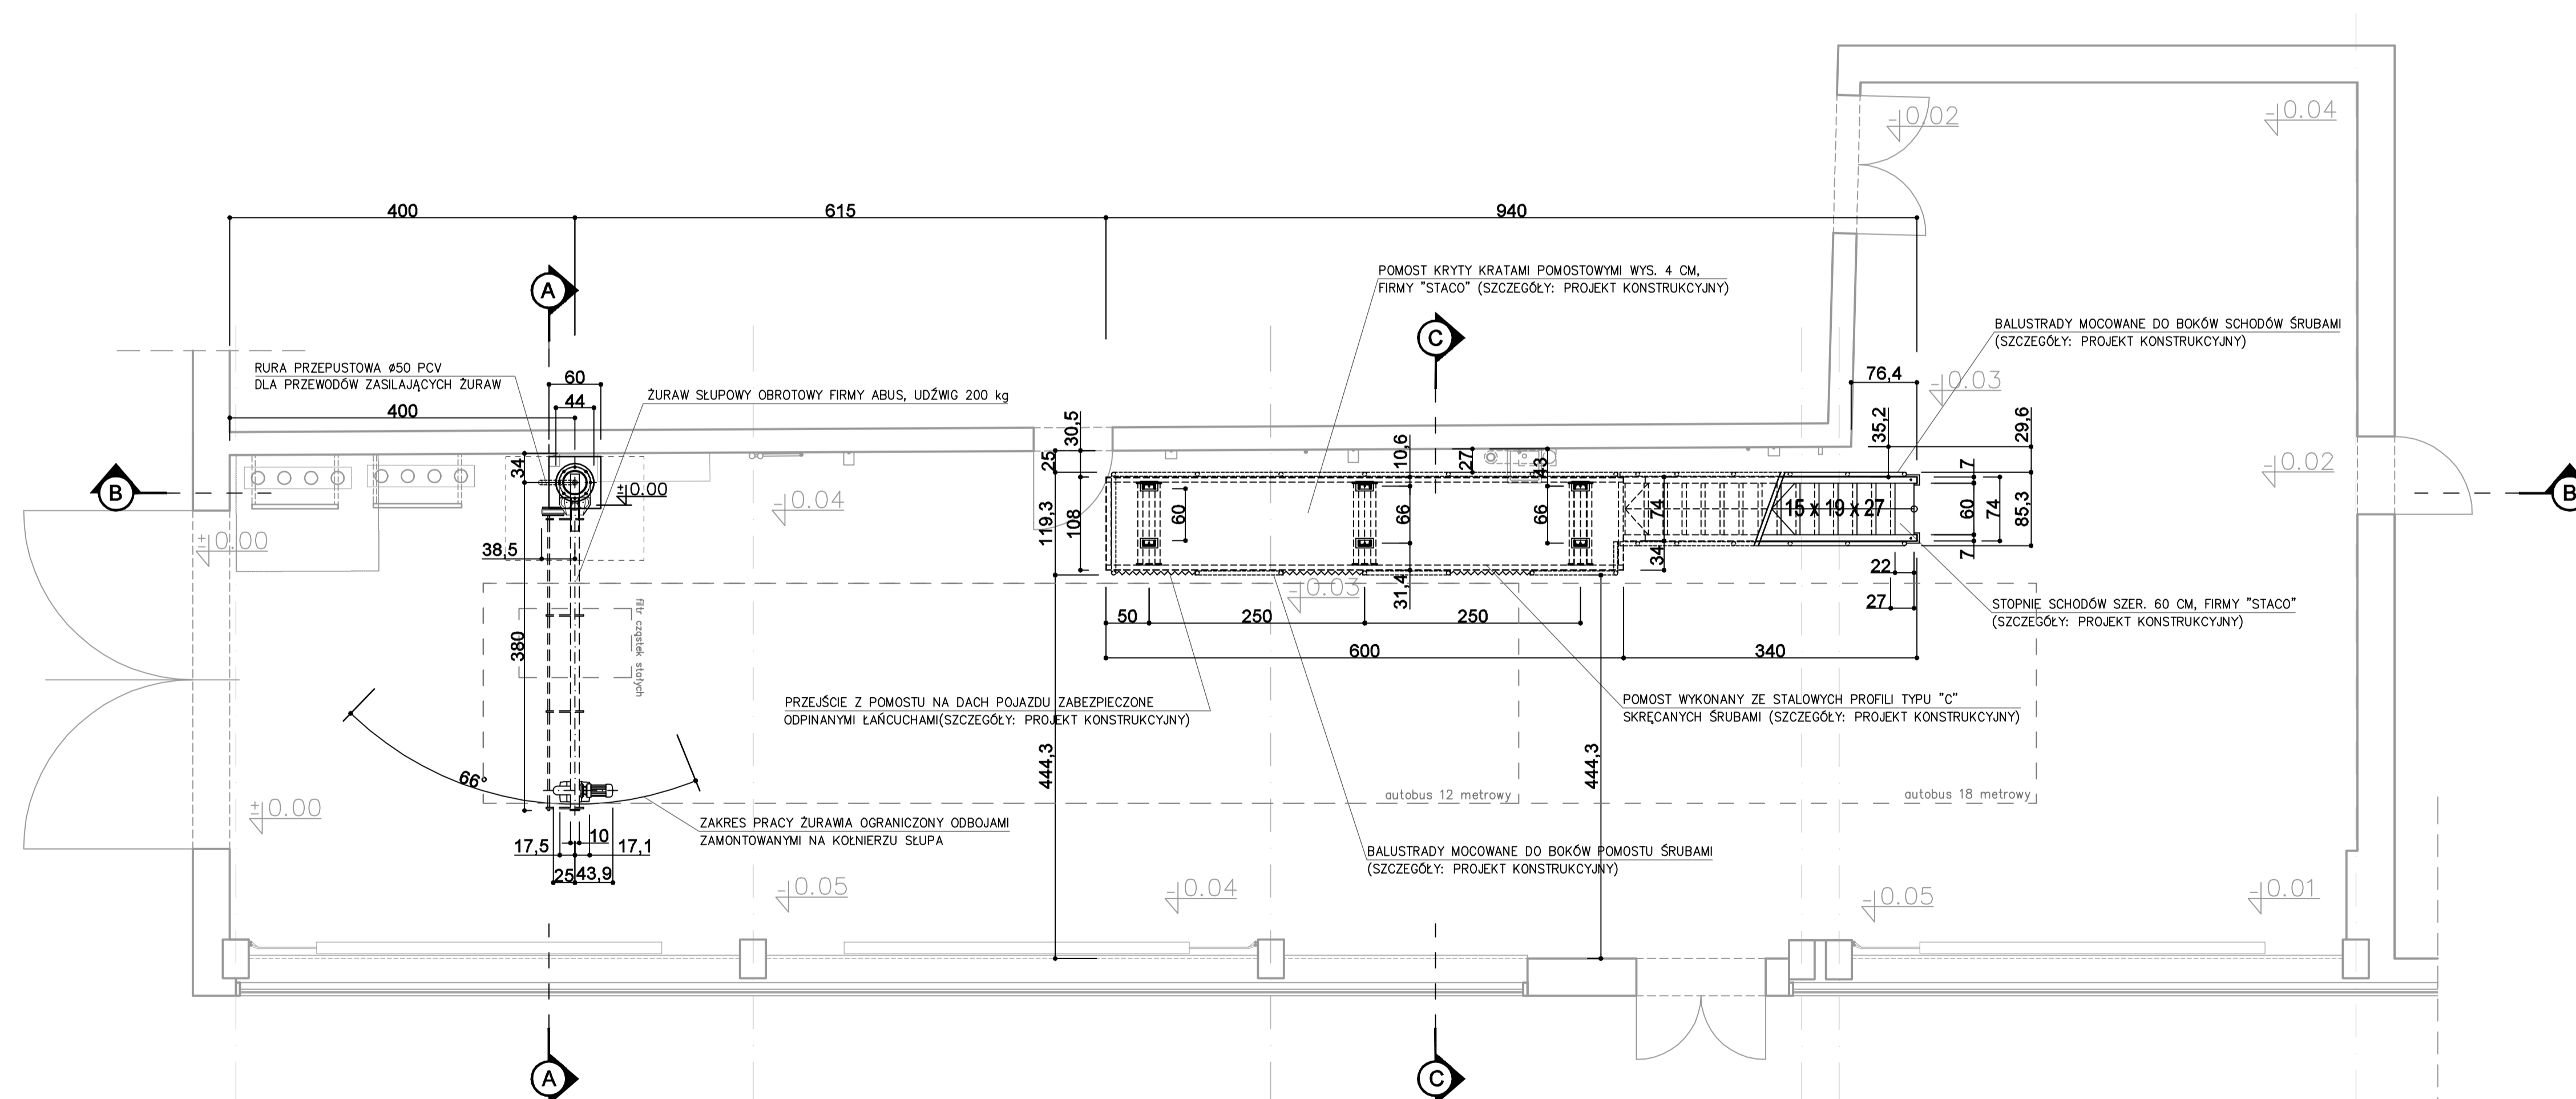 -0.02
-0.04
400
615
940
POMOST KRYTY KRATAMI POMOSTOWYMI WYS. 4 CM,
FIRMY "STACO" (SZCZEGÓŁY: PROJEKT KONSTRUKCYJNY)
A
C
BALUSTRADY MOCOWANE DO BOKÓW SCHODÓW ŚRUBAMI
(SZCZEGÓŁY: PROJEKT KONSTRUKCYJNY)
RURA PRZEPUSTOWA ø50 PCV
DLA PRZEWODÓW ZASILAJĄCYCH ŻURAW
60
44
400
ŻURAW SŁUPOWY OBROTOWY FIRMY ABUS, UDŹWIG 200 kg
76,4
-0.03
30,5
25
35,2
29,6
10,6
27
43
34
±0.00
-0.04
-0.02
B
B
119,3
108
60
66
66
74
15 x 19 x 27
7
60
74
85,3
7
±0.00
38,5
34
22
27
31,4
-0.03
50
250
250
STOPNIE SCHODÓW SZER. 60 CM, FIRMY "STACO"
(SZCZEGÓŁY: PROJEKT KONSTRUKCYJNY)
filtr cząstek stałych
380
600
340
PRZEJŚCIE Z POMOSTU NA DACH POJAZDU ZABEZPIECZONE
ODPINANYMI ŁAŃCUCHAMI(SZCZEGÓŁY: PROJEKT KONSTRUKCYJNY)
POMOST WYKONANY ZE STALOWYCH PROFILI TYPU "C"
SKRĘCANYCH ŚRUBAMI (SZCZEGÓŁY: PROJEKT KONSTRUKCYJNY)
444,3
444,3
66°
autobus 12 metrowy
autobus 18 metrowy
±0.00
ZAKRES PRACY ŻURAWIA OGRANICZONY ODBOJAMI
ZAMONTOWANYMI NA KOŁNIERZU SŁUPA
10
17,5
17,1
25
43,9
BALUSTRADY MOCOWANE DO BOKÓW POMOSTU ŚRUBAMI
(SZCZEGÓŁY: PROJEKT KONSTRUKCYJNY)
-0.05
-0.04
-0.05
-0.01
A
C